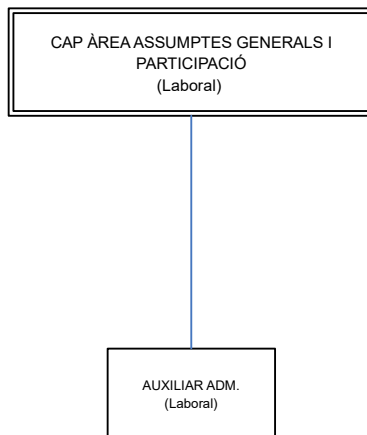 CAP ÀREA ASSUMPTES GENERALS I
PARTICIPACIÓ
(Laboral)
AUXILIAR ADM.
(Laboral)